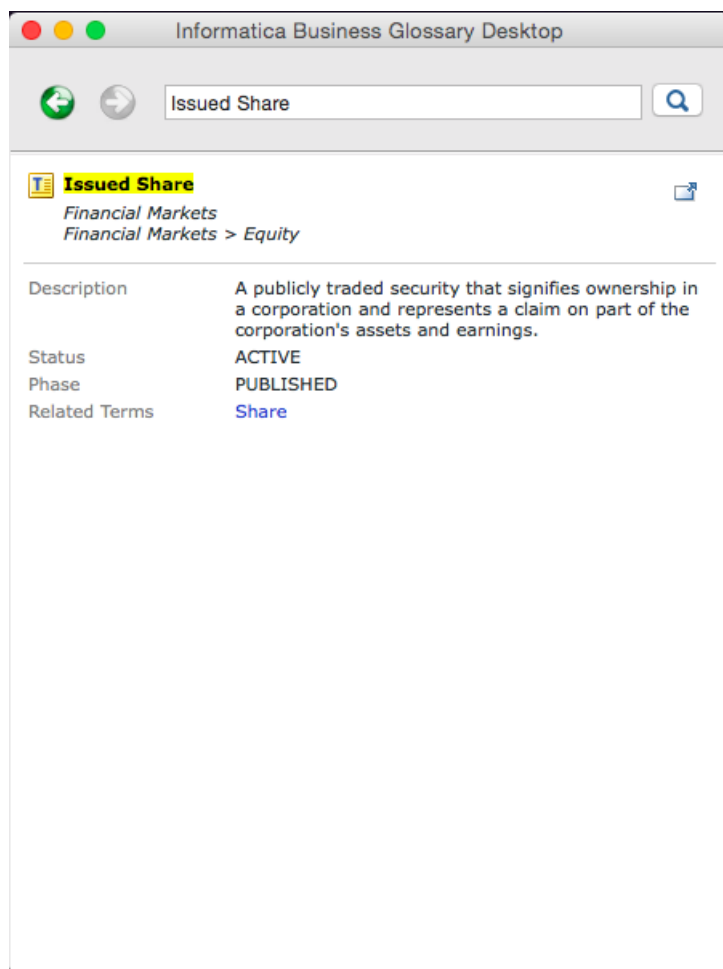 Informatica Business Glossary Desktop
Issued Share
T
Issued Share
Financial Markets
Financial Markets > Equity
Description A publicly traded security that signifies ownership in
a corporation and represents a claim on part of the
corporation's assets and earnings.
Status ACTIVE
Phase PUBLISHED
Related Terms Share